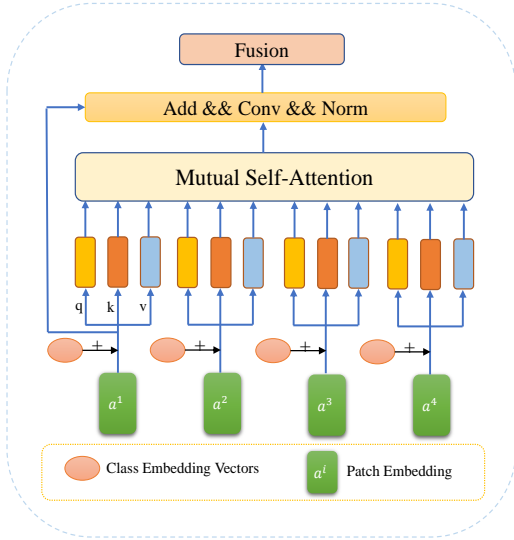 Fusion
Add && Conv && Norm
Mutual Self-Attention
q k v
+ + + +
a¹ a² a³ a⁴
Class Embedding Vectors
aⁱ Patch Embedding